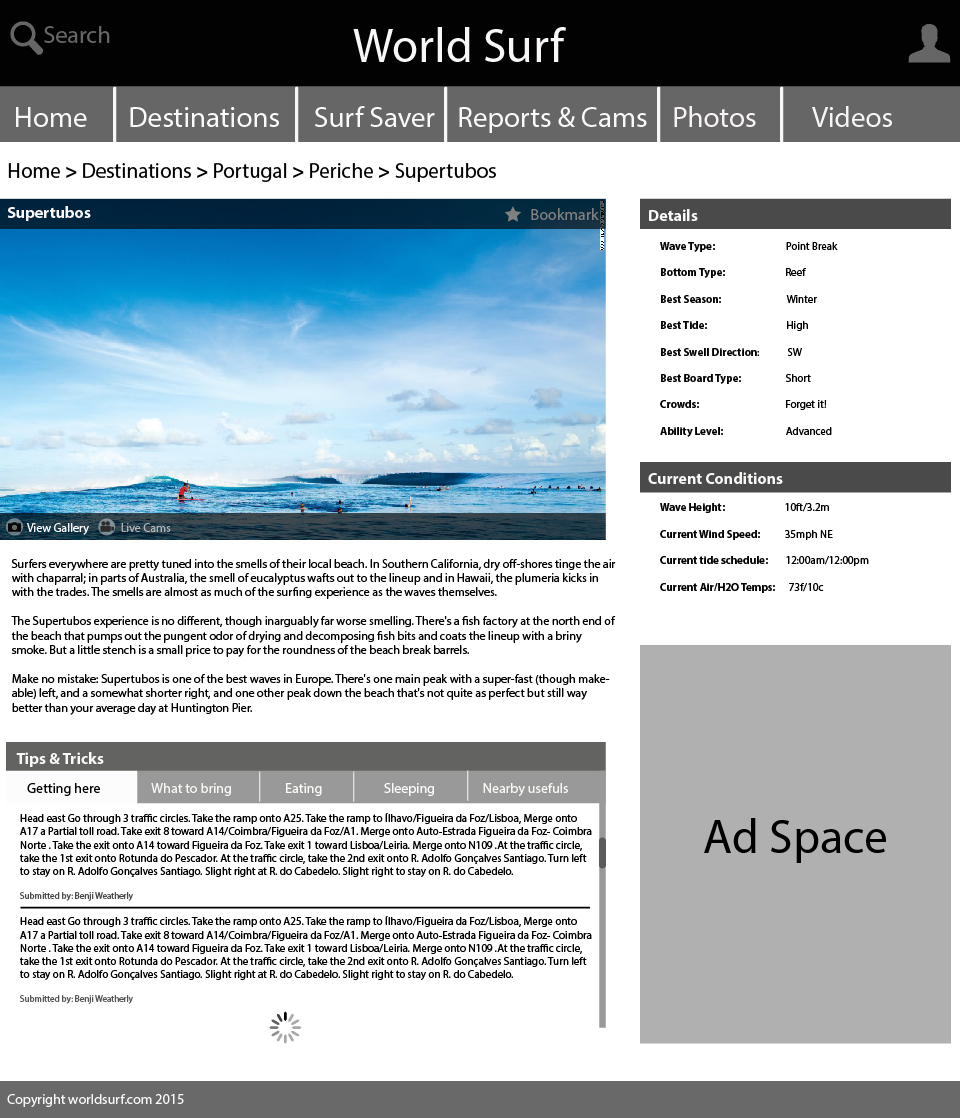 Search
World Surf
Home
Destinations
Surf Saver
Reports & Cams
Photos
Videos
Home > Destinations > Portugal > Periche > Supertubos
Supertubos
Bookmark
View Gallery
Live Cams
Surfers everywhere are pretty tuned into the smells of their local beach. In Southern California, dry off-shores tinge the air
with chaparral; in parts of Australia, the smell of eucalyptus wafts out to the lineup and in Hawaii, the plumeria kicks in
with the trades. The smells are almost as much of the surfing experience as the waves themselves.
The Supertubos experience is no different, though inarguably far worse smelling. There's a fish factory at the north end of
the beach that pumps out the pungent odor of drying and decomposing fish bits and coats the lineup with a briny
smoke. But a little stench is a small price to pay for the roundness of the beach break barrels.
Make no mistake: Supertubos is one of the best waves in Europe. There's one main peak with a super-fast (though make-
able) left, and a somewhat shorter right, and one other peak down the beach that's not quite as perfect but still way
better than your average day at Huntington Pier.
Tips & Tricks
Getting here
What to bring
Eating
Sleeping
Nearby usefuls
Head east Go through 3 traffic circles. Take the ramp onto A25. Take the ramp to Ílhavo/Figueira da Foz/Lisboa, Merge onto
A17 a Partial toll road. Take exit 8 toward A14/Coimbra/Figueira da Foz/A1. Merge onto Auto-Estrada Figueira da Foz- Coimbra
Norte . Take the exit onto A14 toward Figueira da Foz. Take exit 1 toward Lisboa/Leiria. Merge onto N109 .At the traffic circle,
take the 1st exit onto Rotunda do Pescador. At the traffic circle, take the 2nd exit onto R. Adolfo Gonçalves Santiago. Turn left
to stay on R. Adolfo Gonçalves Santiago. Slight right at R. do Cabedelo. Slight right to stay on R. do Cabedelo.
Submitted by: Benji Weatherly
Head east Go through 3 traffic circles. Take the ramp onto A25. Take the ramp to Ílhavo/Figueira da Foz/Lisboa, Merge onto
A17 a Partial toll road. Take exit 8 toward A14/Coimbra/Figueira da Foz/A1. Merge onto Auto-Estrada Figueira da Foz- Coimbra
Norte . Take the exit onto A14 toward Figueira da Foz. Take exit 1 toward Lisboa/Leiria. Merge onto N109 .At the traffic circle,
take the 1st exit onto Rotunda do Pescador. At the traffic circle, take the 2nd exit onto R. Adolfo Gonçalves Santiago. Turn left
to stay on R. Adolfo Gonçalves Santiago. Slight right at R. do Cabedelo. Slight right to stay on R. do Cabedelo.
Submitted by: Benji Weatherly
Details
Wave Type: Point Break
Bottom Type: Reef
Best Season: Winter
Best Tide: High
Best Swell Direction: SW
Best Board Type: Short
Crowds: Forget it!
Ability Level: Advanced
Current Conditions
Wave Height: 10ft/3.2m
Current Wind Speed: 35mph NE
Current tide schedule: 12:00am/12:00pm
Current Air/H2O Temps: 73f/10c
Ad Space
Copyright worldsurf.com 2015